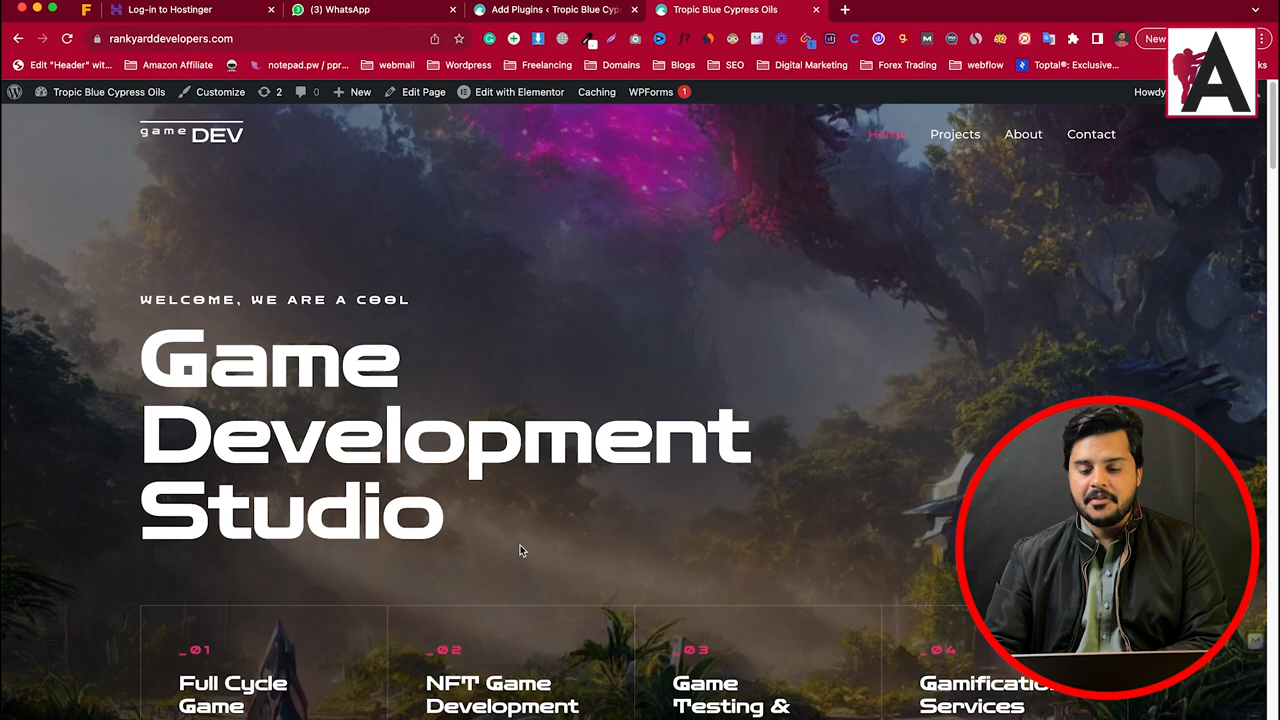 Log-in to Hostinger
(3) WhatsApp
Add Plugins ‹ Tropic Blue Cypr
Tropic Blue Cypress Oils
rankyarddevelopers.com
New
Edit "Header" wit...
Amazon Affiliate
notepad.pw / ppr...
webmail
Wordpress
Freelancing
Domains
Blogs
SEO
Digital Marketing
Forex Trading
webflow
Toptal®: Exclusive...
Tropic Blue Cypress Oils
Customize
2
0
New
Edit Page
Edit with Elementor
Caching
WPForms 1
Howdy
A
game DEV
Home
Projects
About
Contact
WELCOME, WE ARE A COOL
Game
Development
Studio
_01
_02
_03
_04
Full Cycle
Game
NFT Game
Development
Game
Testing &
Gamification
Services